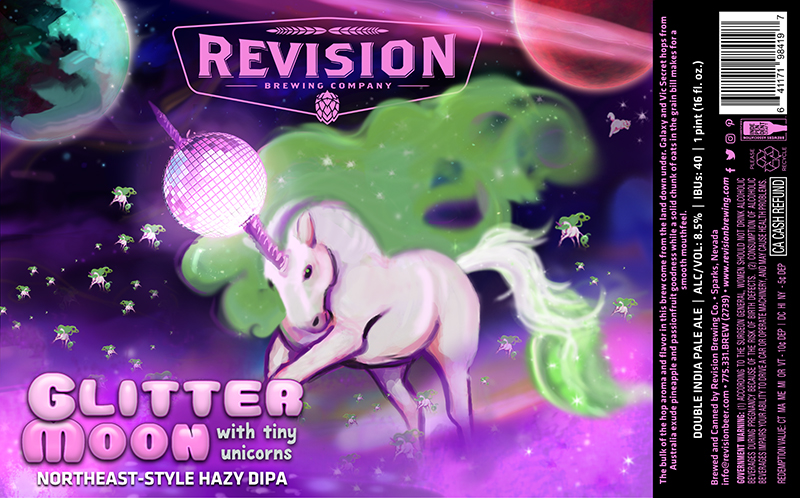 REVISION
BREWING COMPANY
GLITTER
MOON with tiny
unicorns
NORTHEAST-STYLE HAZY DIPA
The bulk of the hop aroma and flavor in this brew come from the land down under. Galaxy and Vic Secret hops from
Australia exude pineapple and passionfruit goodness while a solid chunk of oats in the grain bill makes for a
smooth mouthfeel.
DOUBLE INDIA PALE ALE | ALC/VOL: 8.5% | IBUs: 40 | 1 pint (16 fl. oz.)
Brewed and Canned by Revision Brewing Co. • Sparks, Nevada
info@revisionbeer.com • 775.331.BREW (2739) • www.revisionbrewing.com
GOVERNMENT WARNING: (1) ACCORDING TO THE SURGEON GENERAL, WOMEN SHOULD NOT DRINK ALCOHOLIC
BEVERAGES DURING PREGNANCY BECAUSE OF THE RISK OF BIRTH DEFECTS. (2) CONSUMPTION OF ALCOHOLIC
BEVERAGES IMPAIRS YOUR ABILITY TO DRIVE A CAR OR OPERATE MACHINERY, AND MAY CAUSE HEALTH PROBLEMS.
REDEMPTION VALUE: CT MA ME MI OR VT - 10¢ DEP | DC HI NY - 5¢ DEP
CA CASH REFUND
PLEASE
RECYCLE
6 41171 98419 7